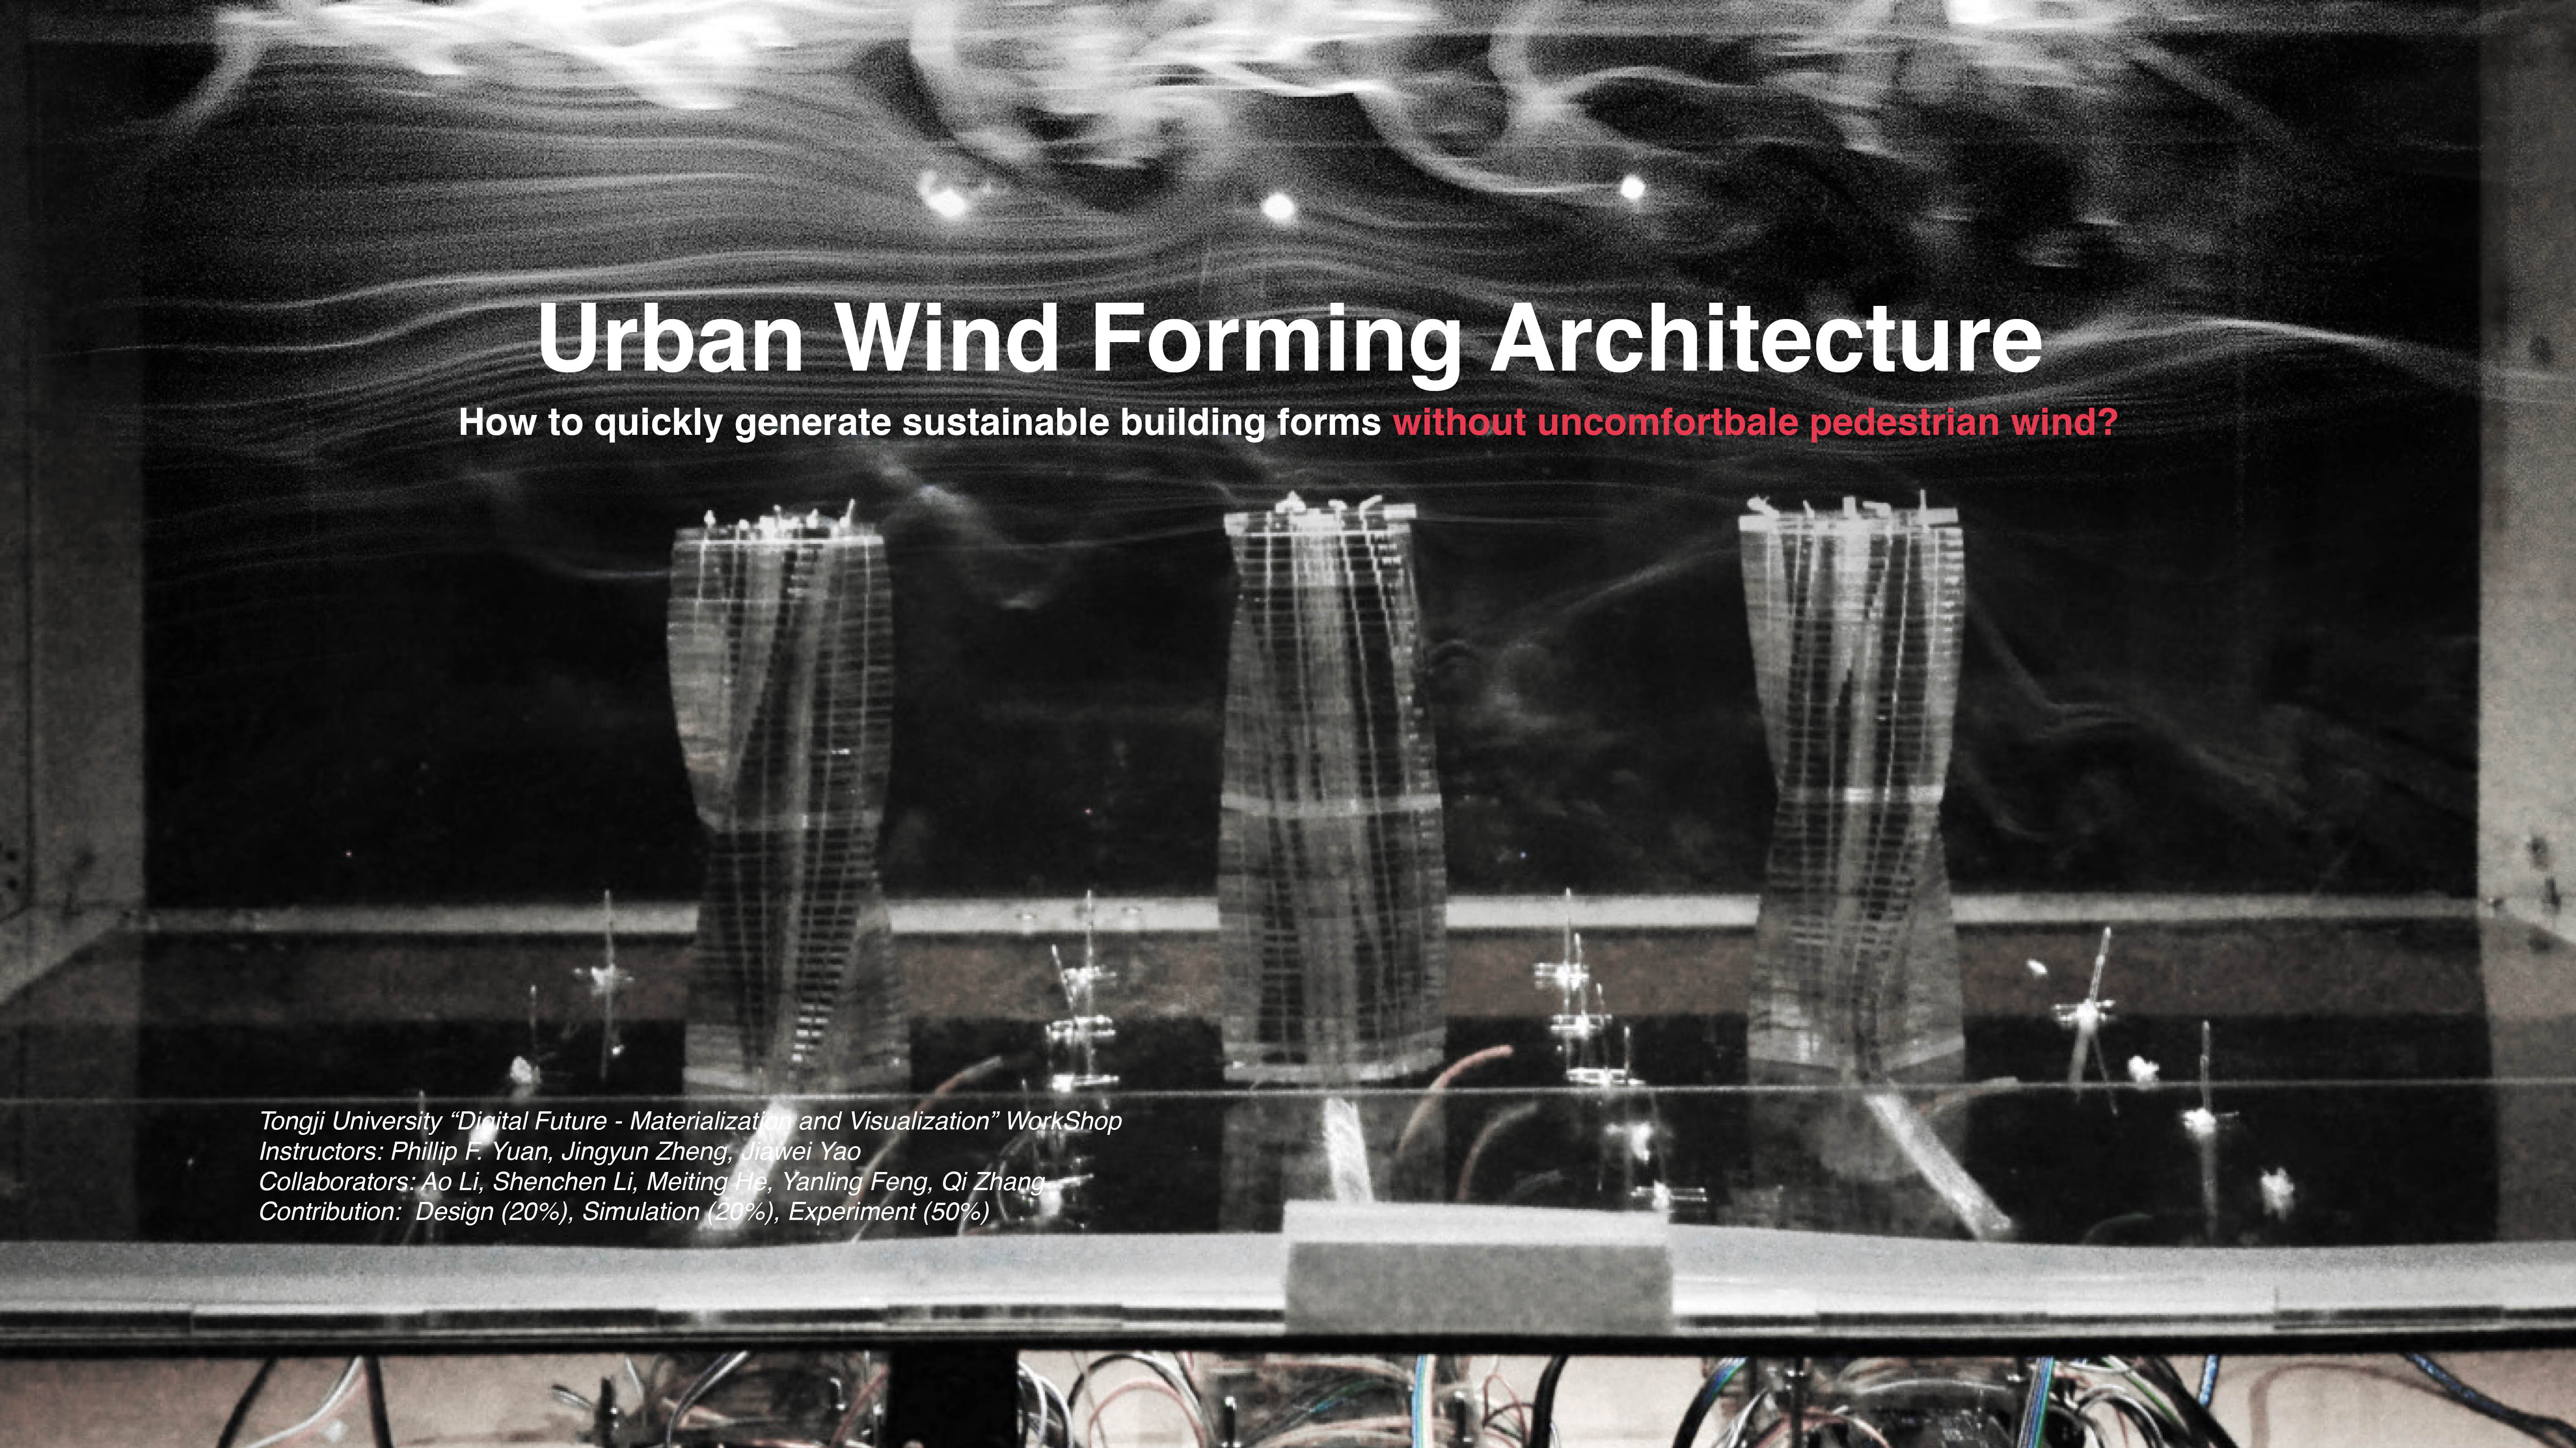 Urban Wind Forming Architecture
How to quickly generate sustainable building forms without uncomfortbale pedestrian wind?
Tongji University “Digital Future - Materialization and Visualization” WorkShop
Instructors: Phillip F. Yuan, Jingyun Zheng, Jiawei Yao
Collaborators: Ao Li, Shenchen Li, Meiting He, Yanling Feng, Qi Zhang
Contribution:  Design (20%), Simulation (20%), Experiment (50%)